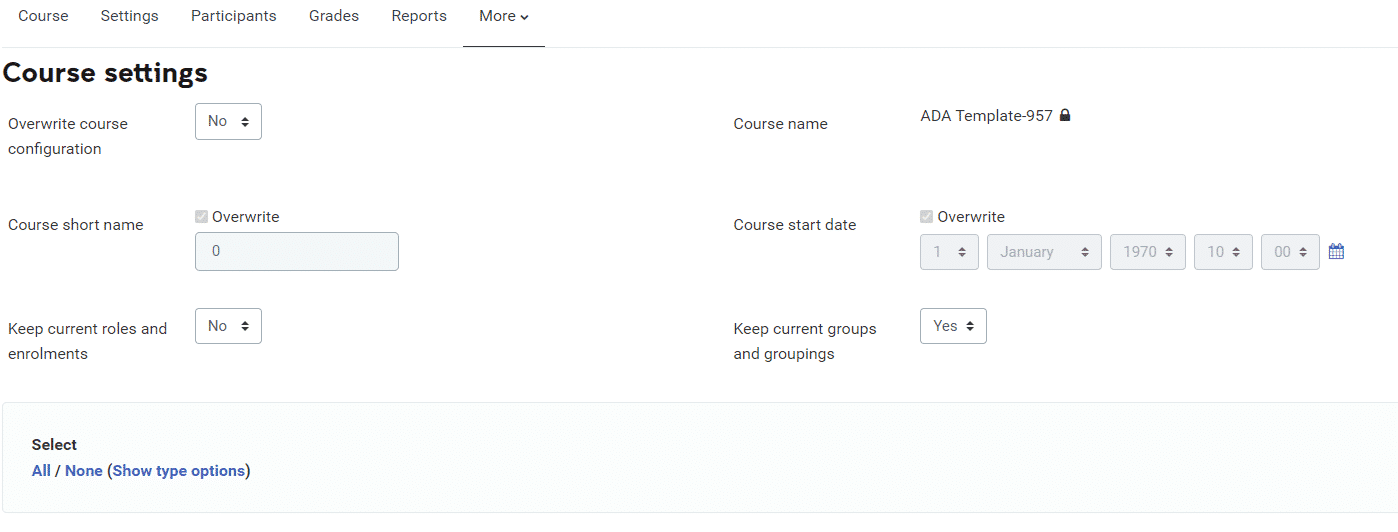 Course Settings Participants Grades Reports More
Course settings
Overwrite course configuration
No
Course name
ADA Template-957
Course short name
Overwrite
0
Course start date
Overwrite
1 January 1970 10 00
Keep current roles and enrolments
No
Keep current groups and groupings
Yes
Select
All / None (Show type options)